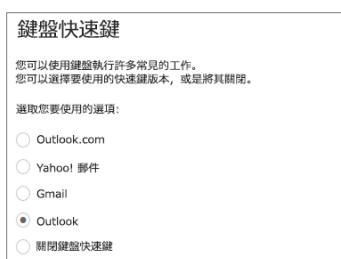 鍵盤快速鍵
您可以使用鍵盤執行許多常見的工作。
您可以選擇要使用的快速鍵版本，或是將其關閉。
選取您要使用的選項:
Outlook.com
Yahoo! 郵件
Gmail
Outlook
關閉鍵盤快速鍵